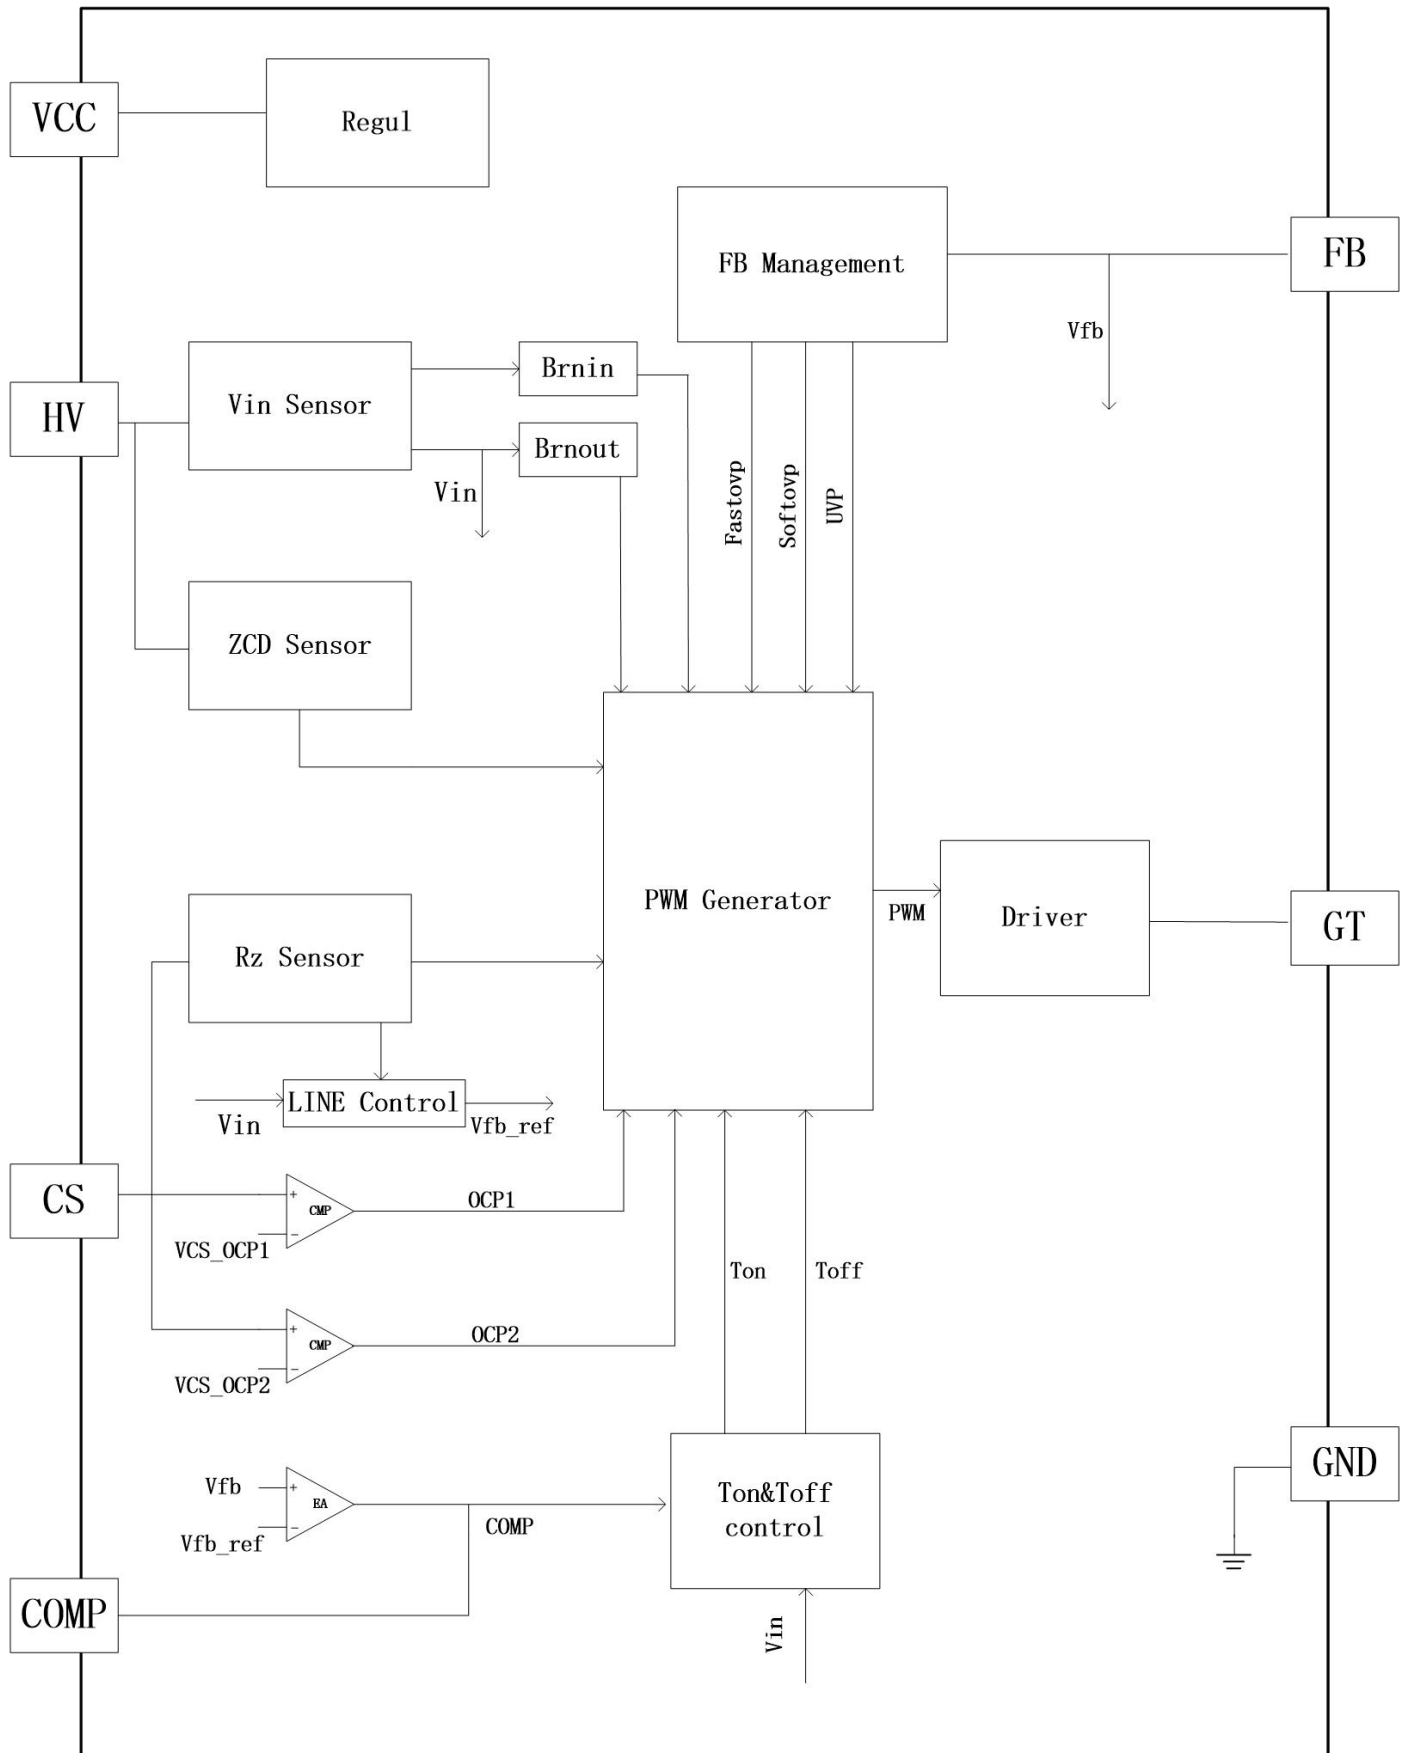 VCC
Regul
FB Management
FB
Vfb
HV
Vin Sensor
Brnin
Brnout
Vin
Fastovp
Softovp
UVP
ZCD Sensor
PWM Generator
PWM
Driver
GT
Rz Sensor
LINE Control
Vin
Vfb_ref
CS
+
CMP
-
VCS_OCP1
OCP1
Ton
Toff
+
CMP
-
VCS_OCP2
OCP2
Vfb
+
EA
-
Vfb_ref
COMP
Ton&Toff
control
GND
COMP
Vin